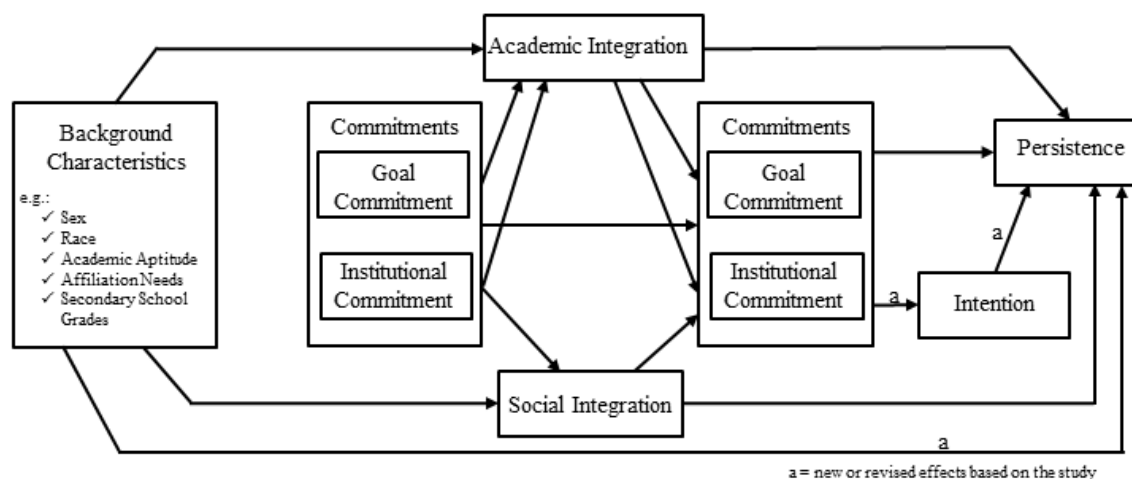 Academic Integration
Background
Characteristics
e.g.:
✓ Sex
✓ Race
✓ Academic Aptitude
✓ Affiliation Needs
✓ Secondary School
Grades
Commitments
Goal
Commitment
Institutional
Commitment
Commitments
Goal
Commitment
Institutional
Commitment
Persistence
a
a
Intention
Social Integration
a
a = new or revised effects based on the study